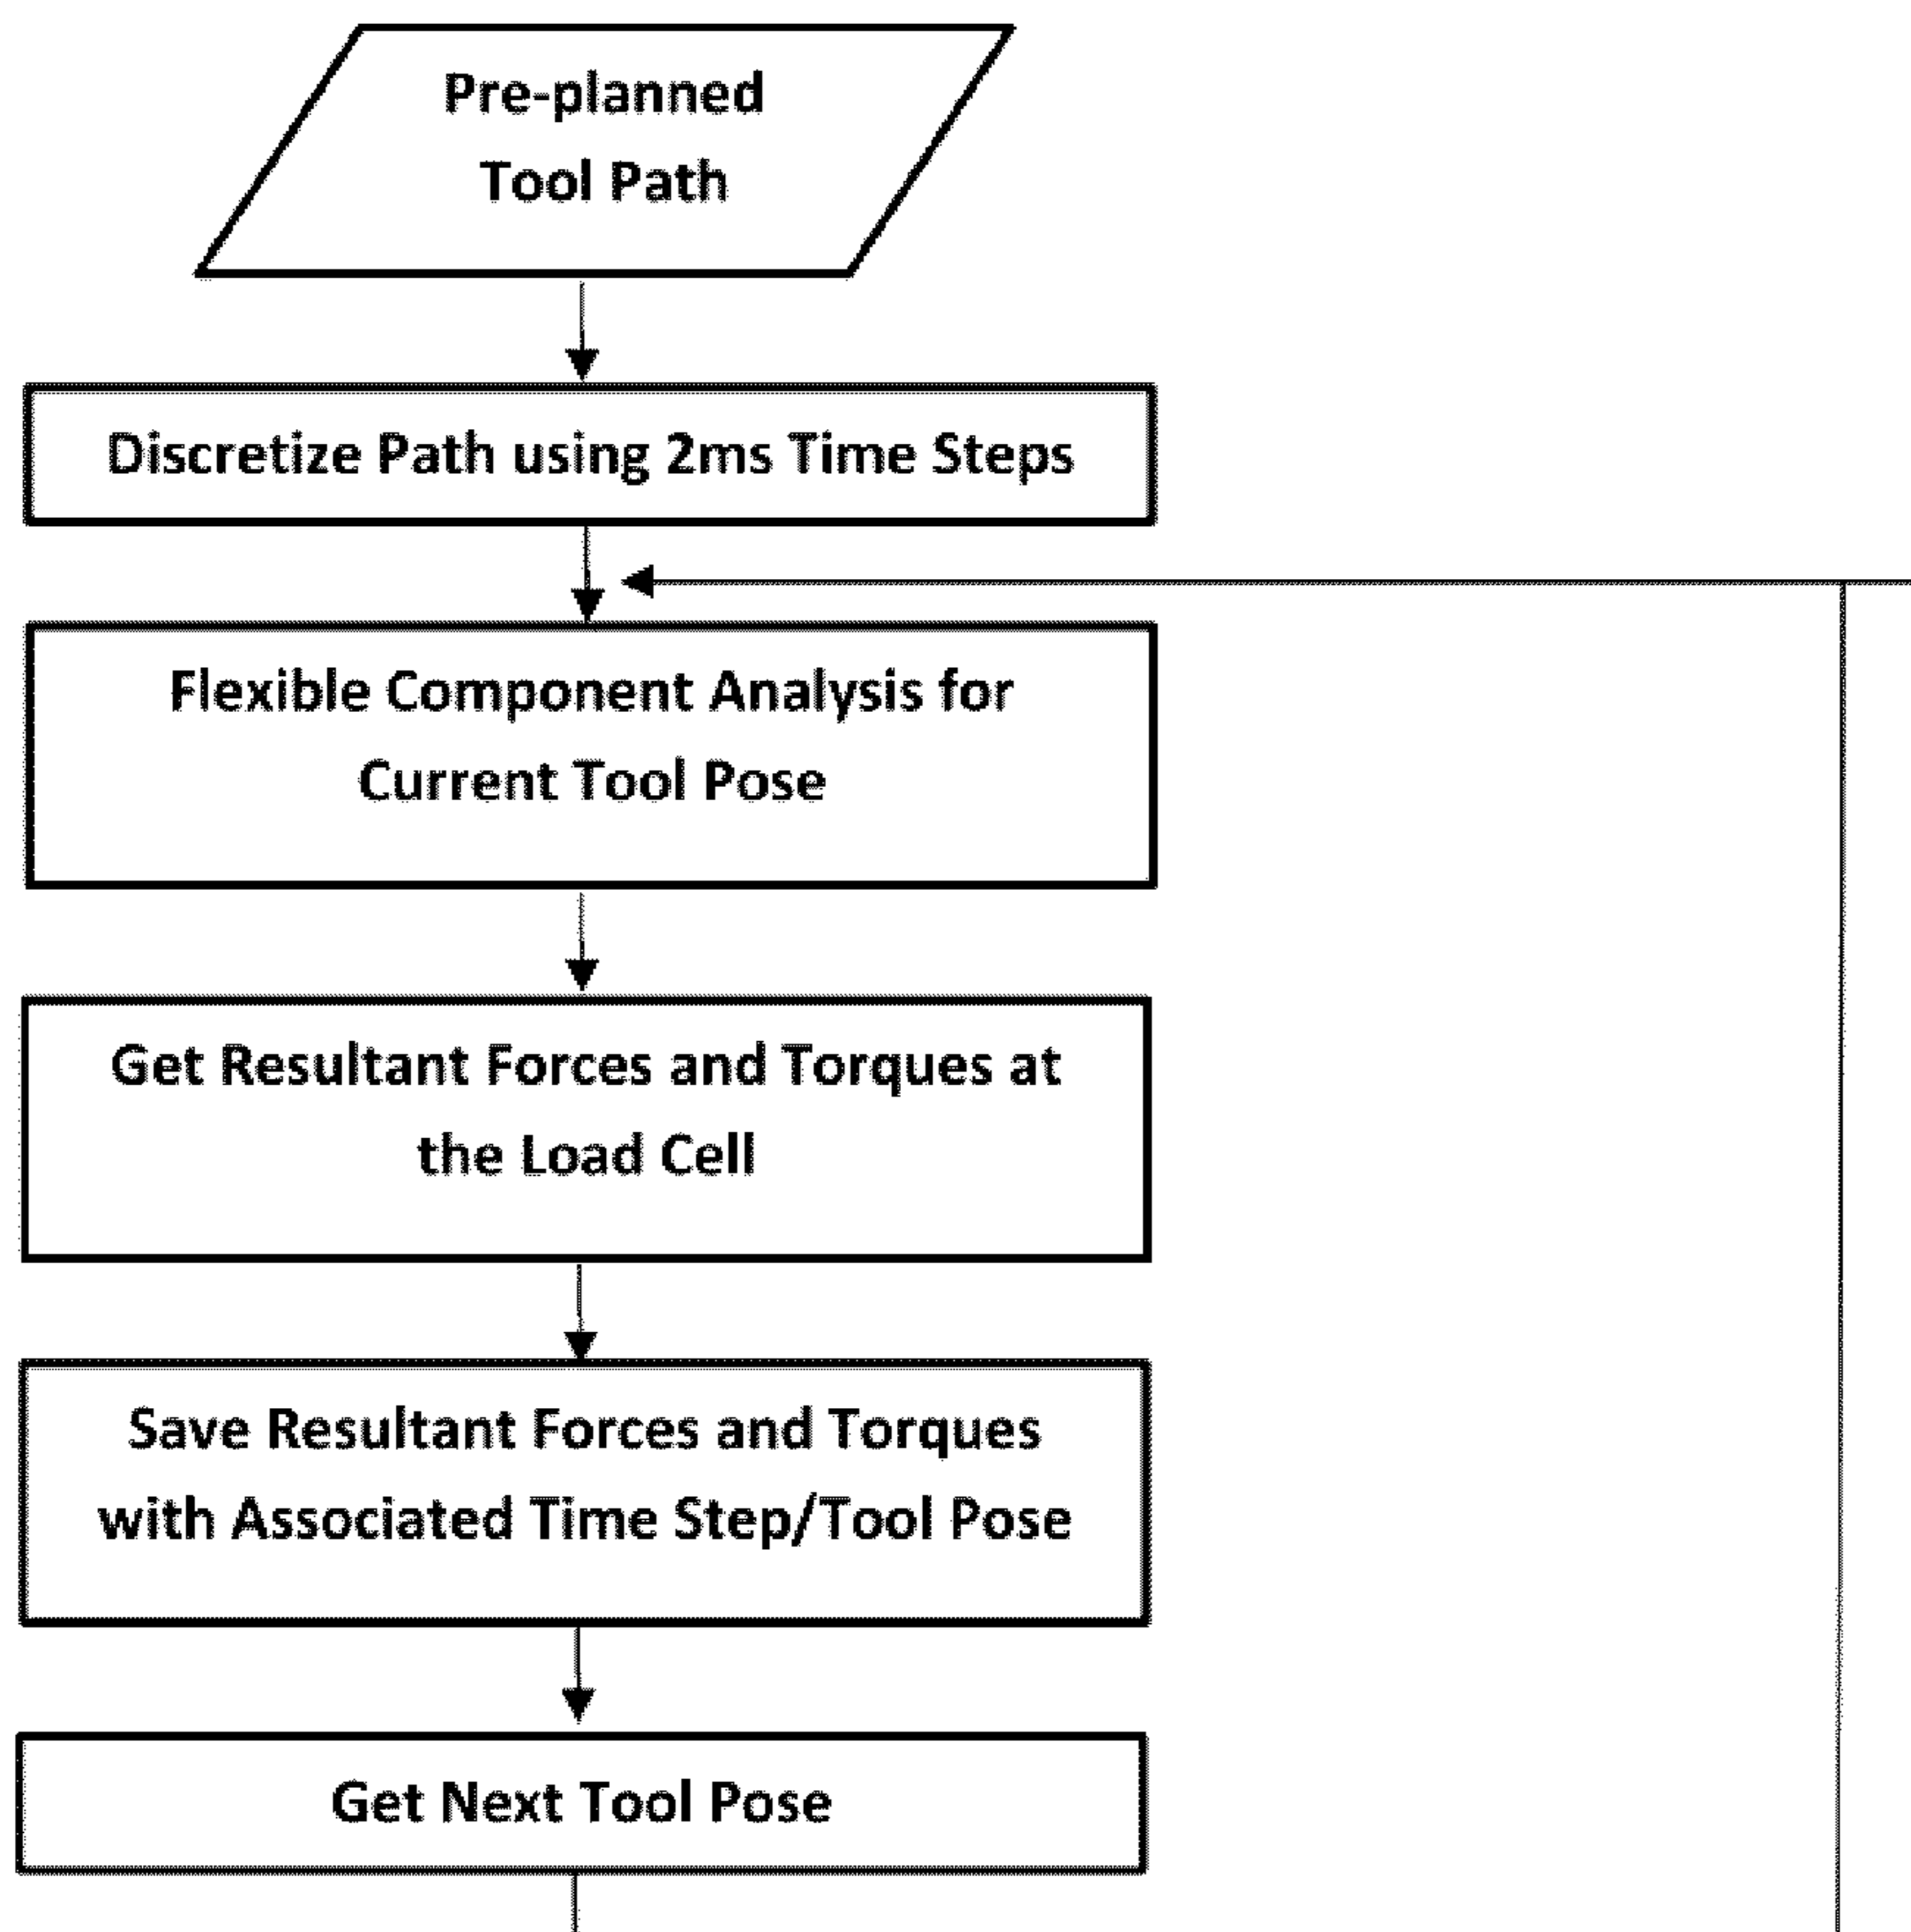 Pre-planned
Tool Path
Discretize Path using 2ms Time Steps
Flexible Component Analysis for
Current Tool Pose
Get Resultant Forces and Torques at
the Load Cell
Save Resultant Forces and Torques
with Associated Time Step/Tool Pose
Get Next Tool Pose